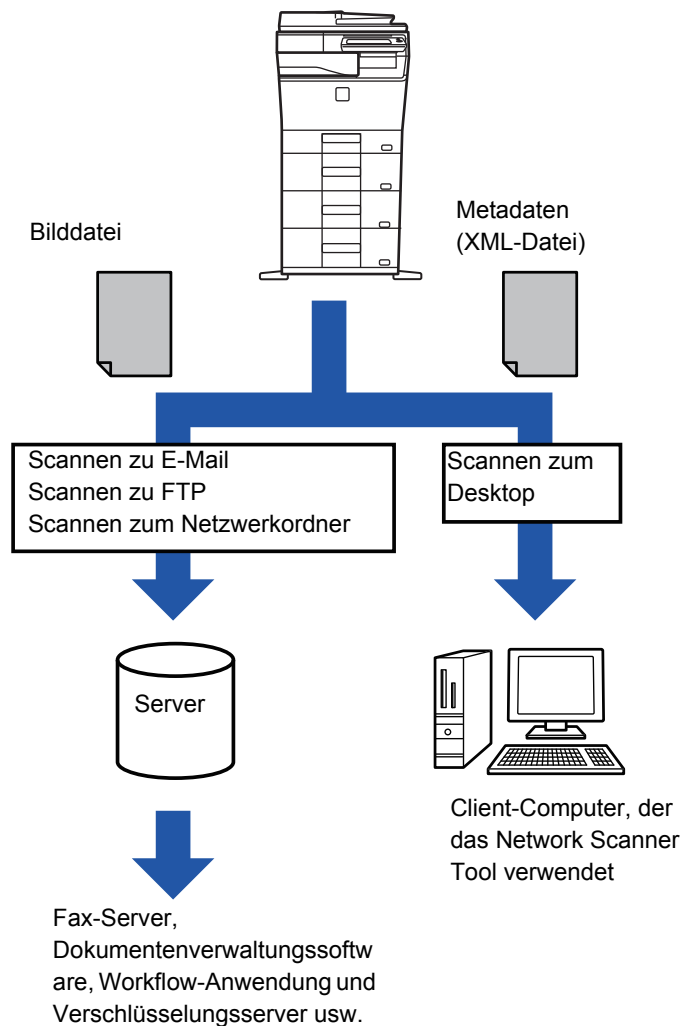 Bilddatei
Metadaten
(XML-Datei)
Scannen zu E-Mail
Scannen zu FTP
Scannen zum Netzwerkordner
Scannen zum
Desktop
Server
Client-Computer, der
das Network Scanner
Tool verwendet
Fax-Server,
Dokumentenverwaltungssoftw
are, Workflow-Anwendung und
Verschlüsselungsserver usw.